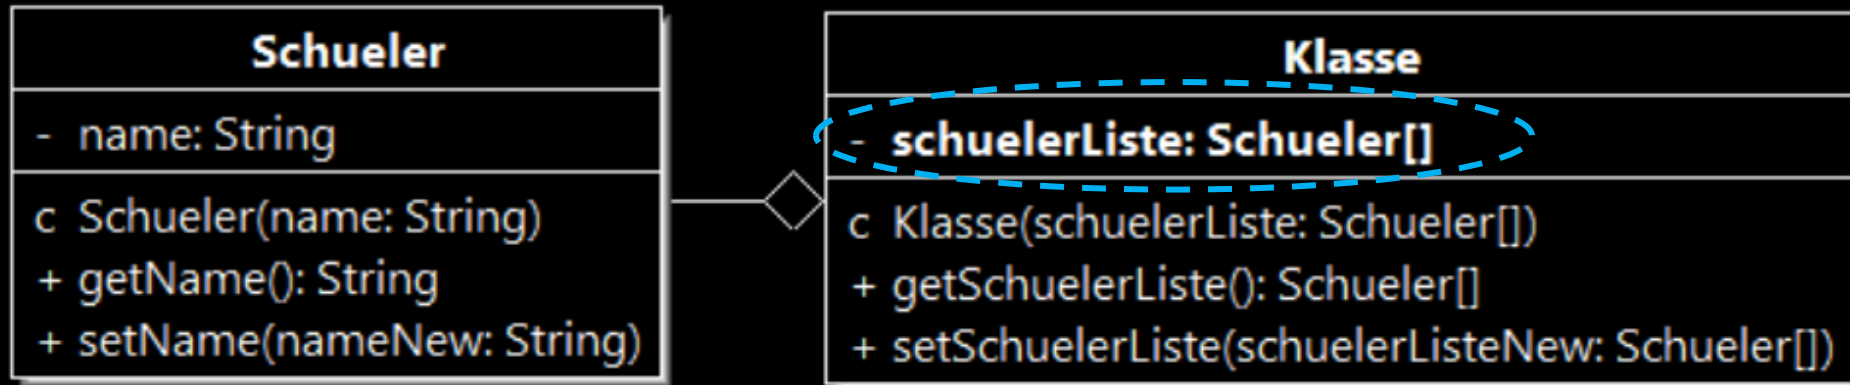 Schueler
- name: String
c Schueler(name: String)
+ getName(): String
+ setName(nameNew: String)
Klasse
- schuelerListe: Schueler[]
c Klasse(schuelerListe: Schueler[])
+ getSchuelerListe(): Schueler[]
+ setSchuelerListe(schuelerListeNew: Schueler[])